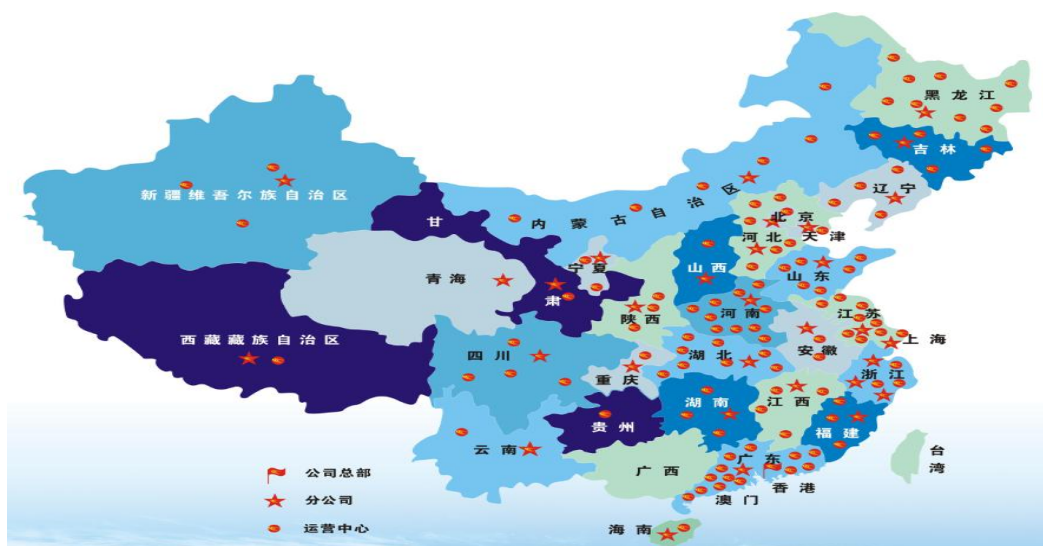 黑龙江
吉林
辽宁
新疆维吾尔族自治区
内蒙古自治区
甘
北京
河北
天津
宁夏
山西
山东
青海
肃
陕西
河南
江苏
西藏藏族自治区
四川
湖北
安徽
上海
重庆
浙江
湖南
江西
贵州
福建
云南
广西
广东
台湾
香港
澳门
海南
公司总部
分公司
运营中心